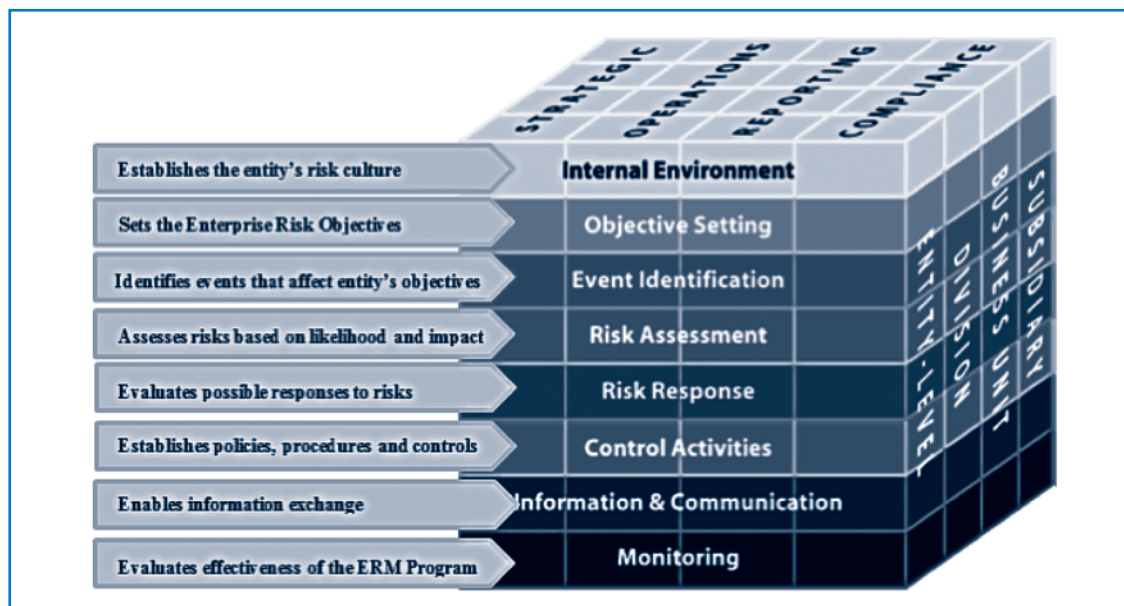 STRATEGIC
OPERATIONS
REPORTING
COMPLIANCE
Establishes the entity's risk culture
Internal Environment
Sets the Enterprise Risk Objectives
Objective Setting
Identifies events that affect entity's objectives
Event Identification
Assesses risks based on likelihood and impact
Risk Assessment
Evaluates possible responses to risks
Risk Response
Establishes policies, procedures and controls
Control Activities
Enables information exchange
Information & Communication
Evaluates effectiveness of the ERM Program
Monitoring
ENTITY-LEVEL
DIVISION
BUSINESS UNIT
SUBSIDIARY